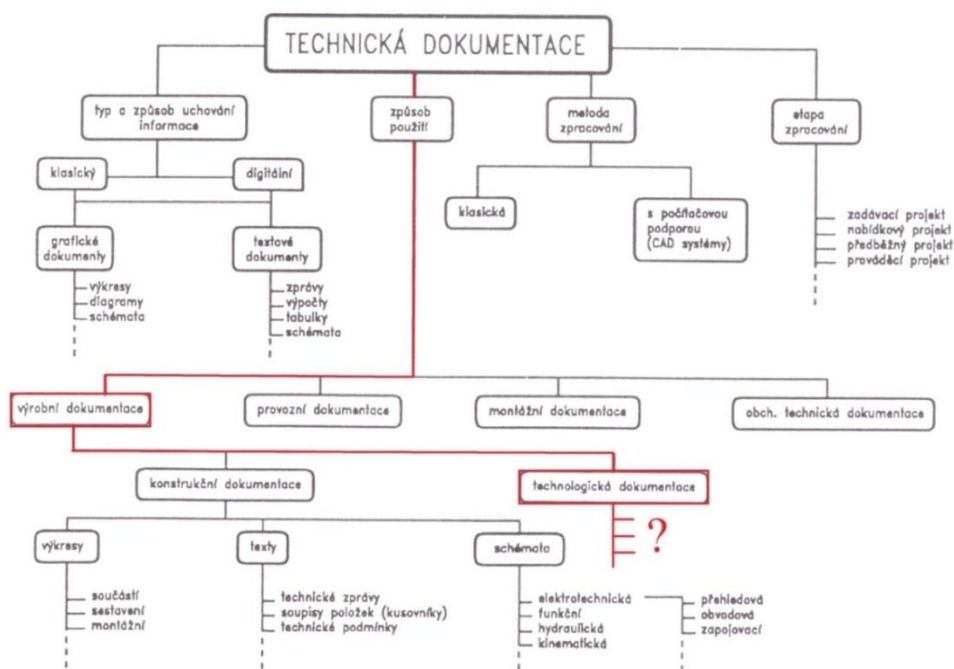 TECHNICKÁ DOKUMENTACE
typ a způsob uchování
informace
způsob
použití
metoda
zpracování
etapa
zpracování
klasický
digitální
klasická
s počítačovou
podporou
(CAD systémy)
zadávací projekt
nabídkový projekt
předběžný projekt
prováděcí projekt
grafické
dokumenty
textové
dokumenty
výkresy
diagramy
schémata
zprávy
výpočty
tabulky
schémata
výrobní dokumentace
provozní dokumentace
montážní dokumentace
obch. technická dokumentace
konstrukční dokumentace
technologická dokumentace
?
výkresy
texty
schémata
součástí
sestavení
montážní
technické zprávy
soupisy položek (kusovníky)
technické podmínky
elektrotechnická
funkční
hydraulická
kinematická
přehledová
obvodová
zapojovací